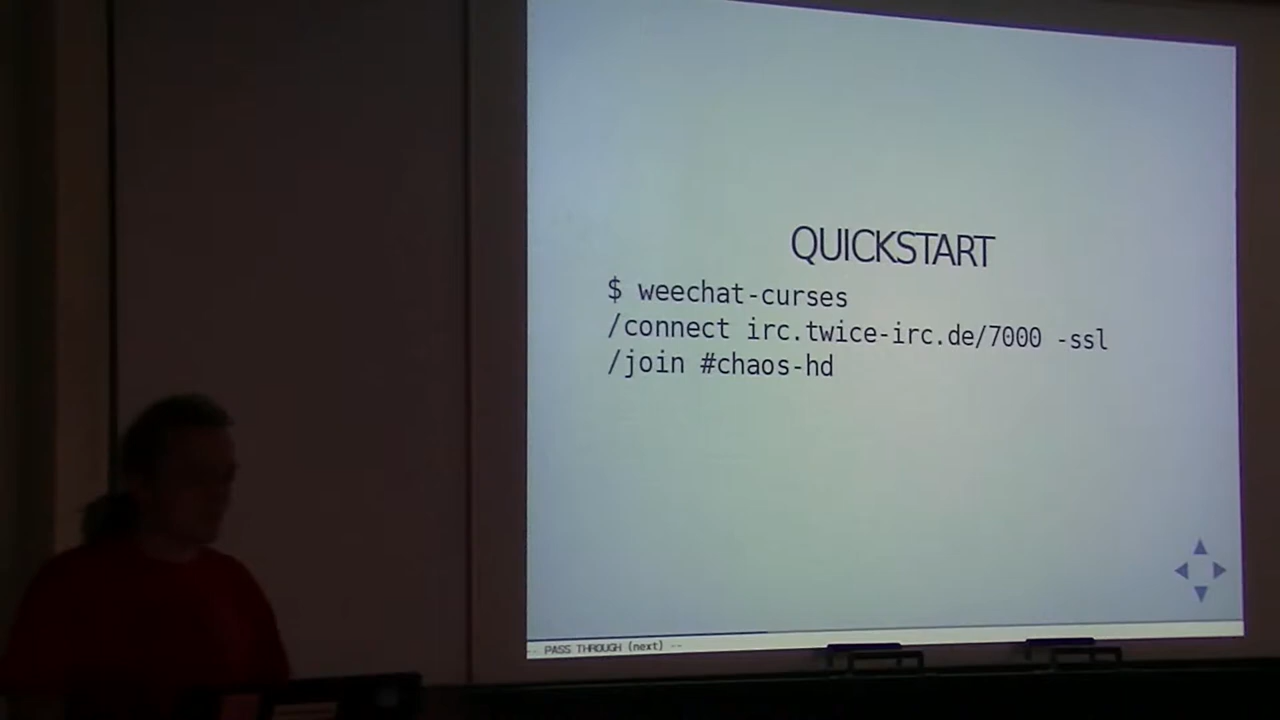 QUICKSTART
$ weechat-curses
/connect irc.twice-irc.de/7000 -ssl
/join #chaos-hd
-- PASS THROUGH (next) --